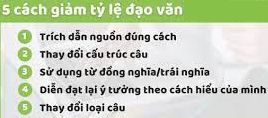 5 cách giảm tỷ lệ đạo văn
1 Trích dẫn nguồn đúng cách
2 Thay đổi cấu trúc câu
3 Sử dụng từ đồng nghĩa/trái nghĩa
4 Diễn đạt lại ý tưởng theo cách hiểu của mình
5 Thay đổi loại câu